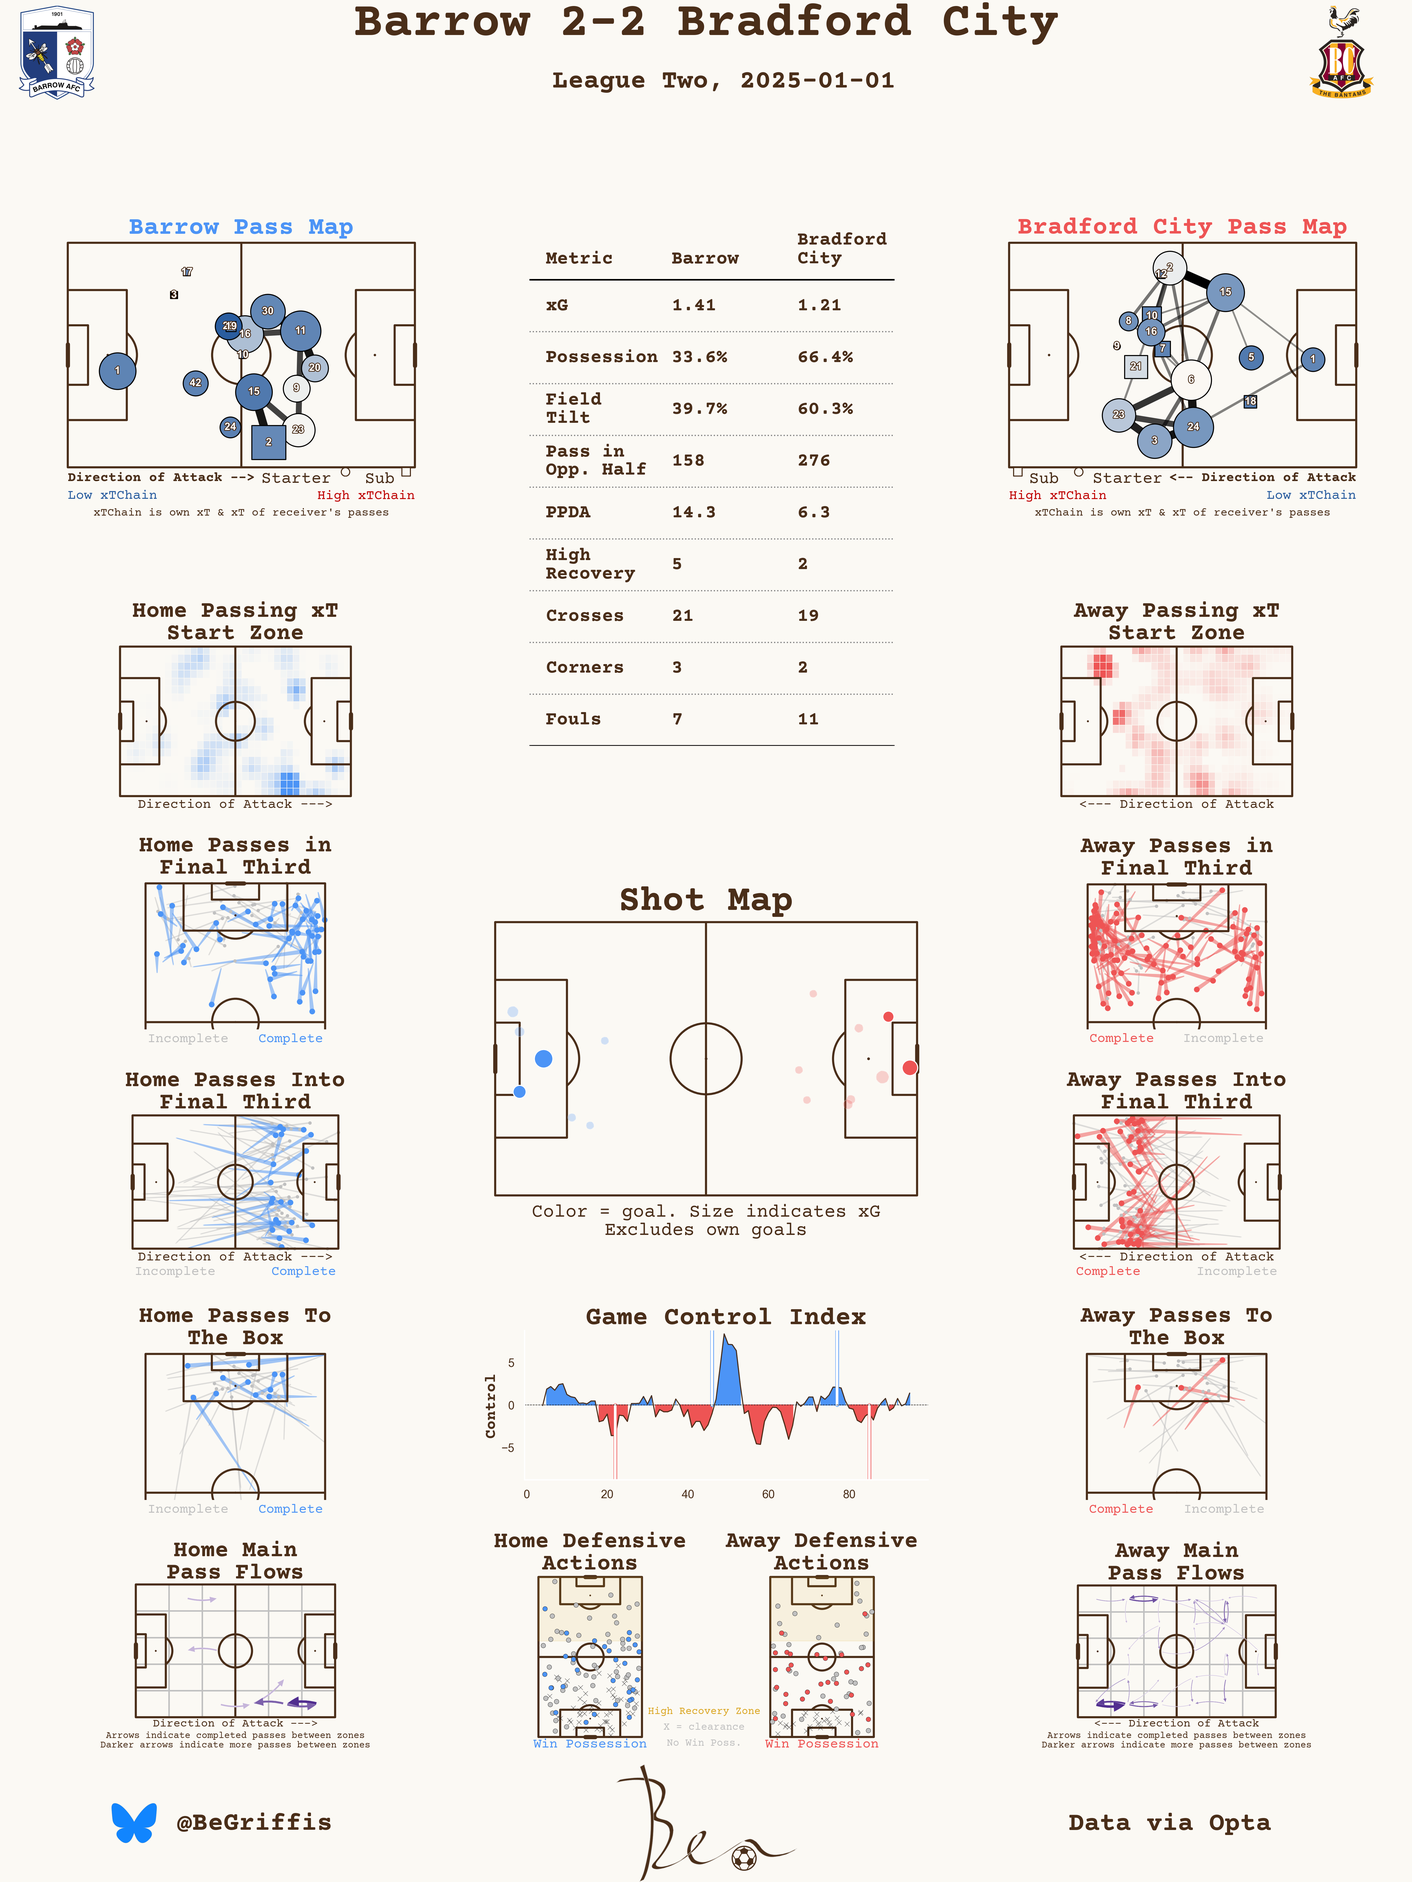 Barrow 2-2 Bradford City
League Two, 2025-01-01
1901
BARROW AFC
BC
AFC
THE BANTAMS
Barrow Pass Map
17
3
30
11
16
19
10
20
1
42
15
9
24
23
2
Direction of Attack --> Starter Sub
Low xTChain High xTChain
xTChain is own xT & xT of receiver's passes
Metric Barrow Bradford City
xG 1.41 1.21
Possession 33.6% 66.4%
Field Tilt 39.7% 60.3%
Pass in Opp. Half 158 276
PPDA 14.3 6.3
High Recovery 5 2
Crosses 21 19
Corners 3 2
Fouls 7 11
Bradford City Pass Map
2
12
15
8
10
16
9
7
5
1
21
6
18
23
24
3
Sub Starter <-- Direction of Attack
High xTChain Low xTChain
xTChain is own xT & xT of receiver's passes
Home Passing xT
Start Zone
Direction of Attack --->
Away Passing xT
Start Zone
<--- Direction of Attack
Home Passes in
Final Third
Incomplete Complete
Away Passes in
Final Third
Complete Incomplete
Shot Map
Color = goal. Size indicates xG
Excludes own goals
Home Passes Into
Final Third
Direction of Attack --->
Incomplete Complete
Away Passes Into
Final Third
<--- Direction of Attack
Complete Incomplete
Home Passes To
The Box
Incomplete Complete
Game Control Index
Control
5
0
−5
0 20 40 60 80
Away Passes To
The Box
Complete Incomplete
Home Main
Pass Flows
Direction of Attack --->
Arrows indicate completed passes between zones
Darker arrows indicate more passes between zones
Home Defensive
Actions
Win Possession
Away Defensive
Actions
Win Possession
High Recovery Zone
X = clearance
No Win Poss.
Away Main
Pass Flows
<--- Direction of Attack
Arrows indicate completed passes between zones
Darker arrows indicate more passes between zones
@BeGriffis
Ben
Data via Opta